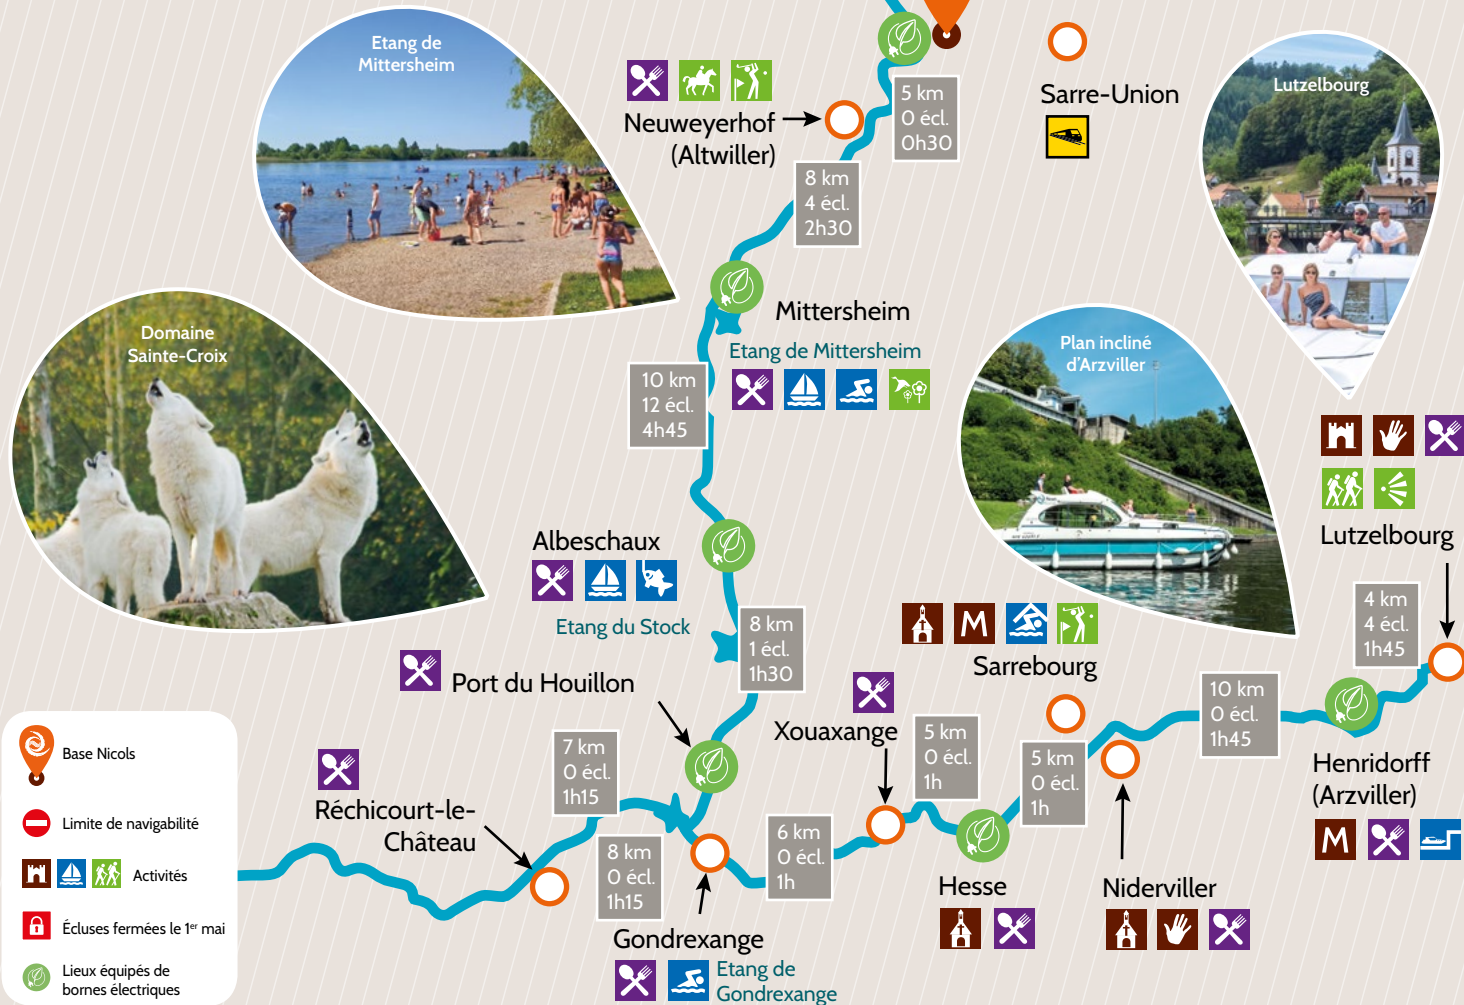 Etang de
Mittersheim
Neuweyerhof
(Altwiller)
5 km
0 écl.
0h30
Sarre-Union
Lutzelbourg
8 km
4 écl.
2h30
Domaine
Sainte-Croix
Mittersheim
Etang de Mittersheim
Plan incliné
d'Arzviller
10 km
12 écl.
4h45
Albeschaux
Etang du Stock
8 km
1 écl.
1h30
Lutzelbourg
4 km
4 écl.
1h45
M
Sarrebourg
Port du Houillon
Xouaxange
10 km
0 écl.
1h45
5 km
0 écl.
1h
5 km
0 écl.
1h
7 km
0 écl.
1h15
Réchicourt-le-
Château
8 km
0 écl.
1h15
6 km
0 écl.
1h
Henridorff
(Arzviller)
M
Hesse
Niderviller
Gondrexange
Etang de
Gondrexange
Base Nicols
Limite de navigabilité
Activités
Écluses fermées le 1er mai
Lieux équipés de
bornes électriques